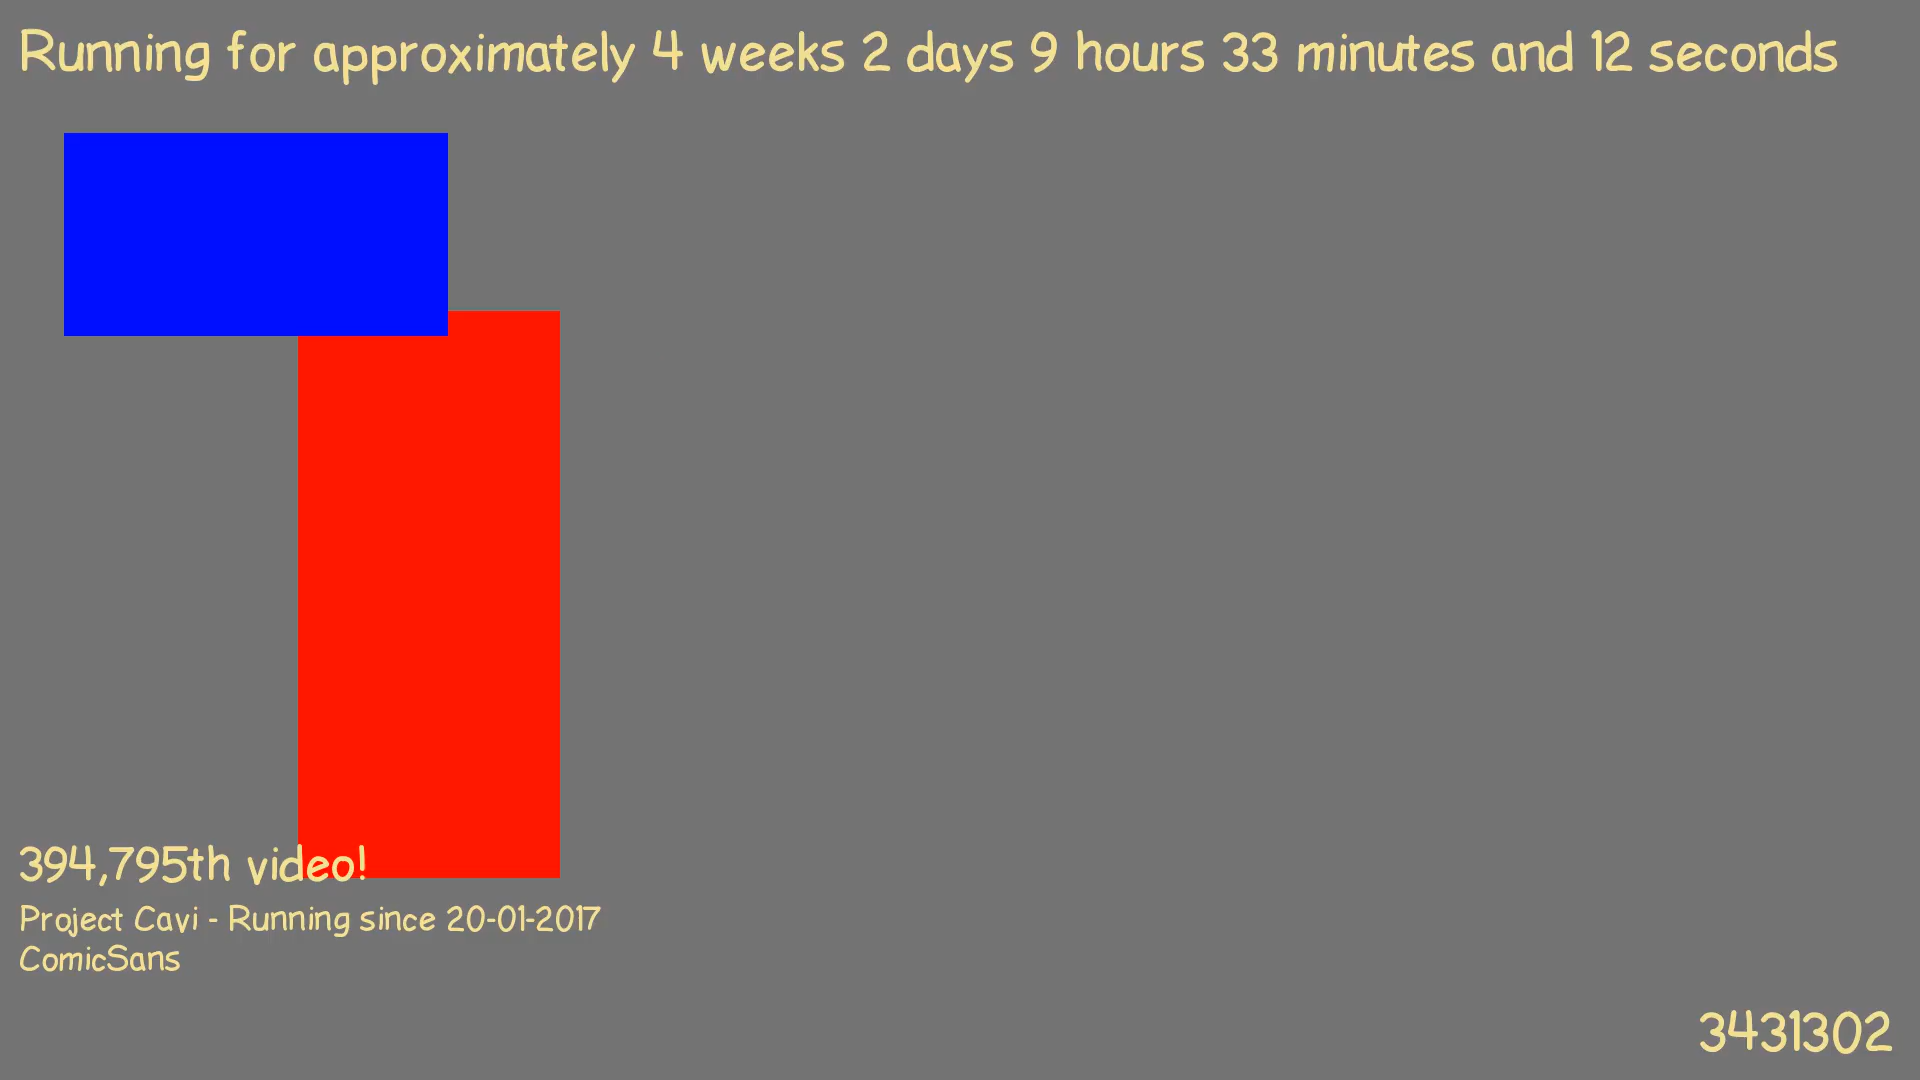 Running for approximately 4 weeks 2 days 9 hours 33 minutes and 12 seconds
394,795th video!
Project Cavi - Running since 20-01-2017
ComicSans
3431302